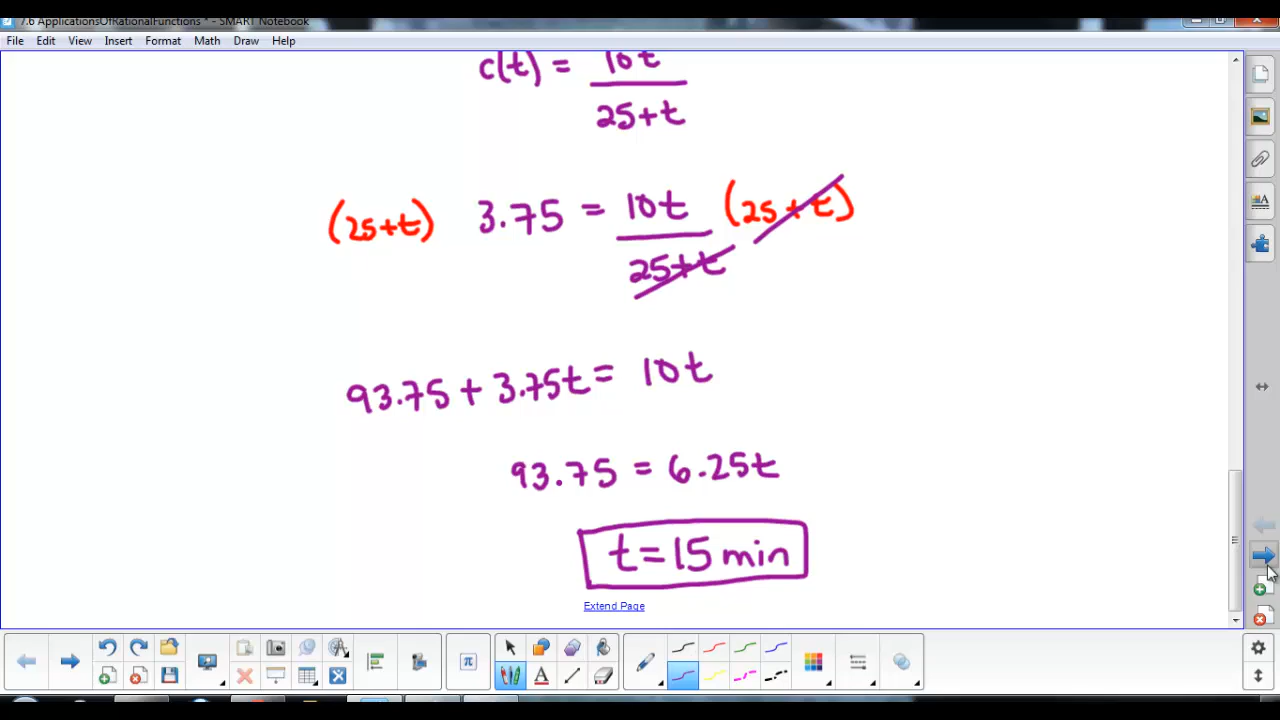 7.6 ApplicationsOfRationalFunctions * - SMART Notebook
File Edit View Insert Format Math Draw Help
c(t) = 10t
25+t
(25+t) 3.75 = 10t (25+t)
25+t
93.75 + 3.75t = 10t
93.75 = 6.25t
t=15 min
Extend Page